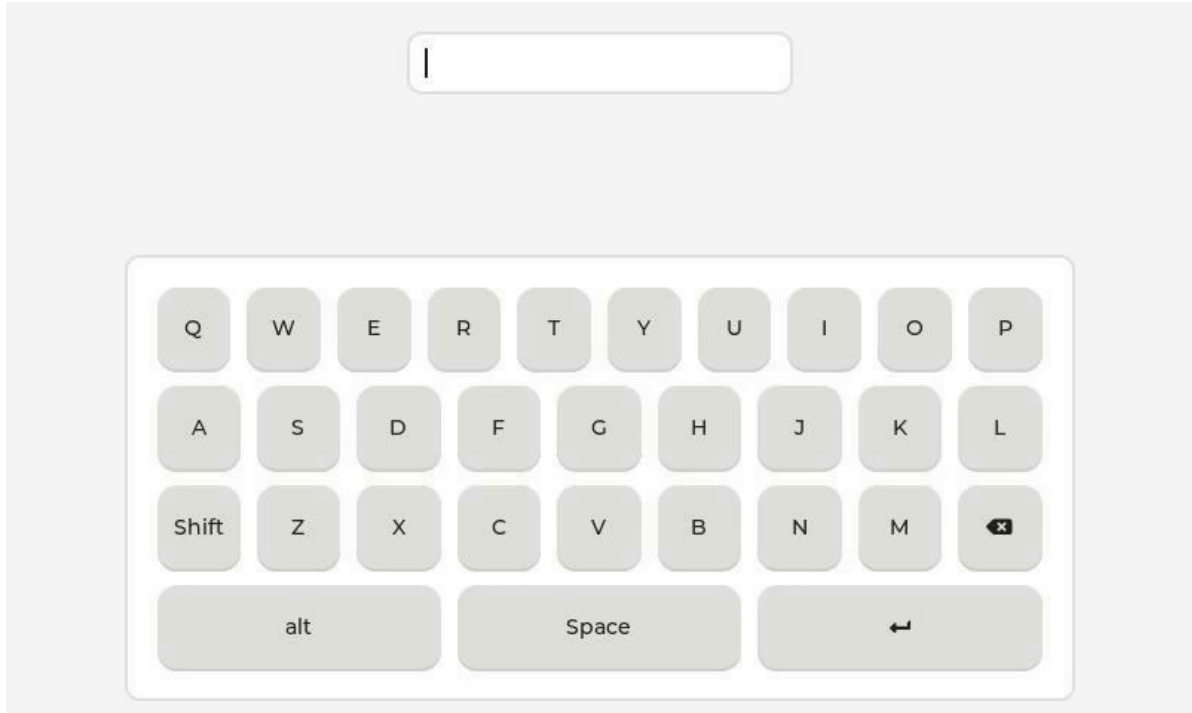 Q W E R T Y U I O P
A S D F G H J K L
Shift Z X C V B N M
alt Space